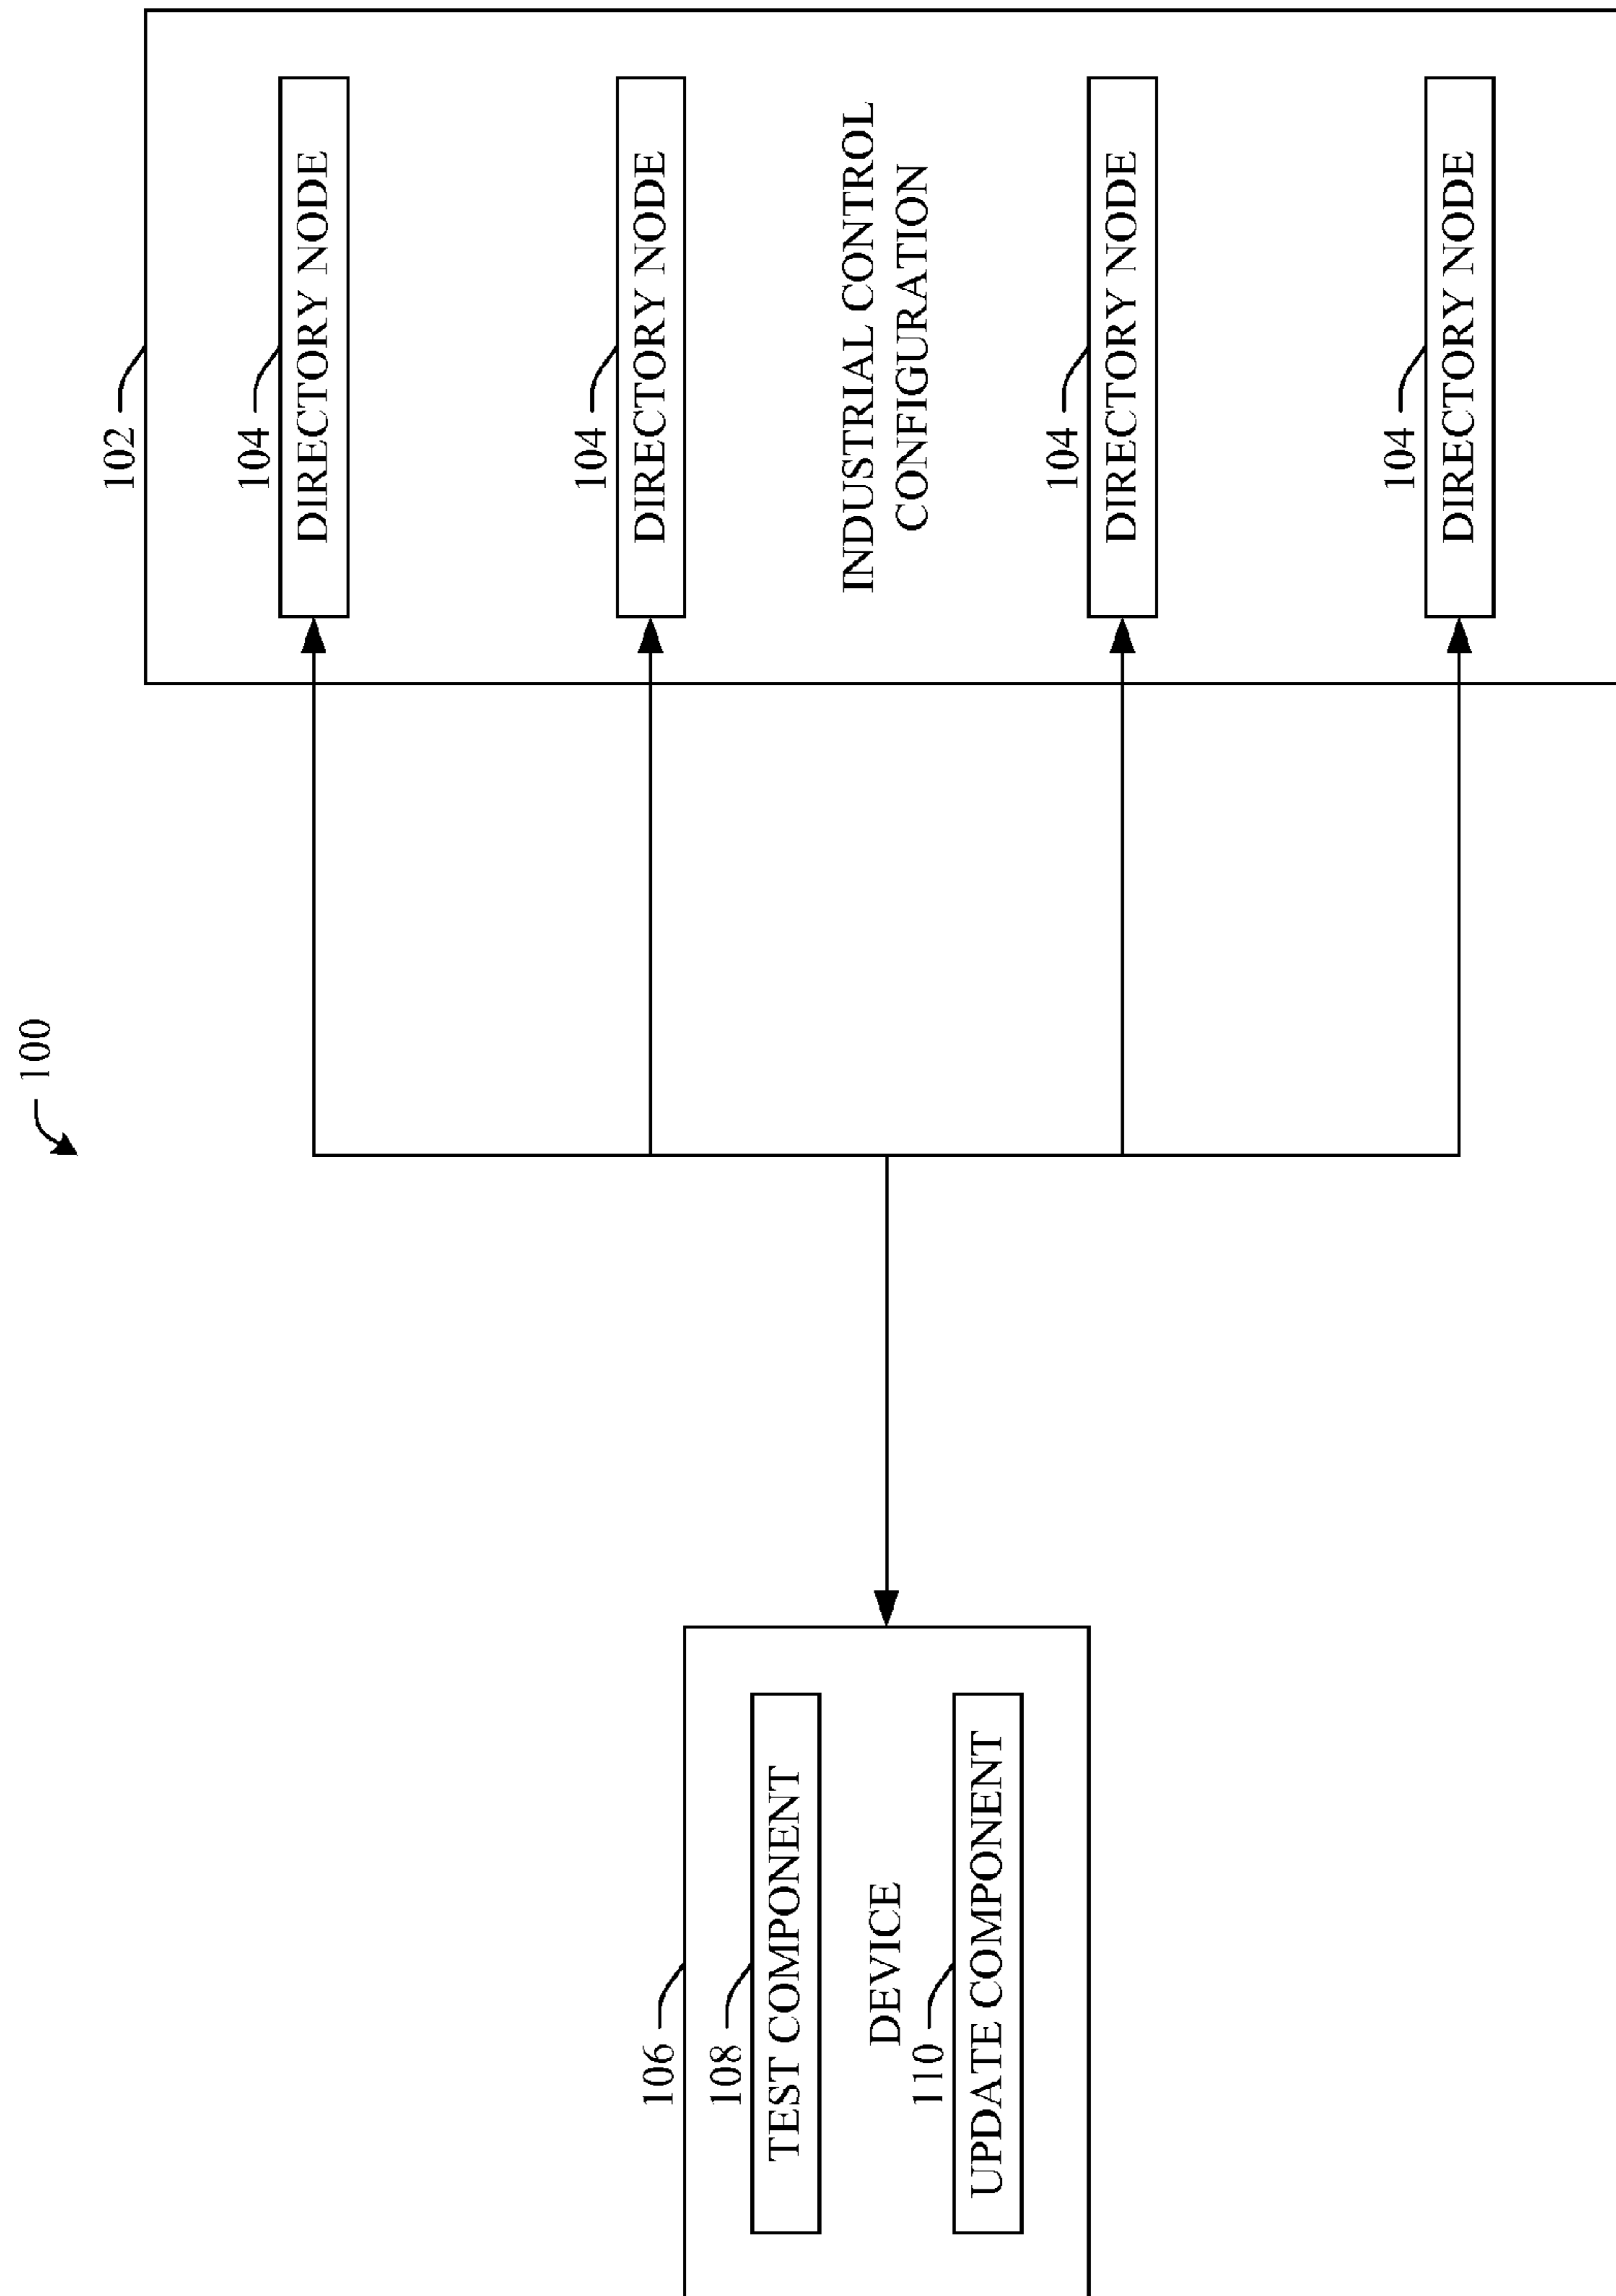 100
102
104
DIRECTORY NODE
104
DIRECTORY NODE
INDUSTRIAL CONTROL
CONFIGURATION
104
DIRECTORY NODE
104
DIRECTORY NODE
106
108
TEST COMPONENT
DEVICE
110
UPDATE COMPONENT